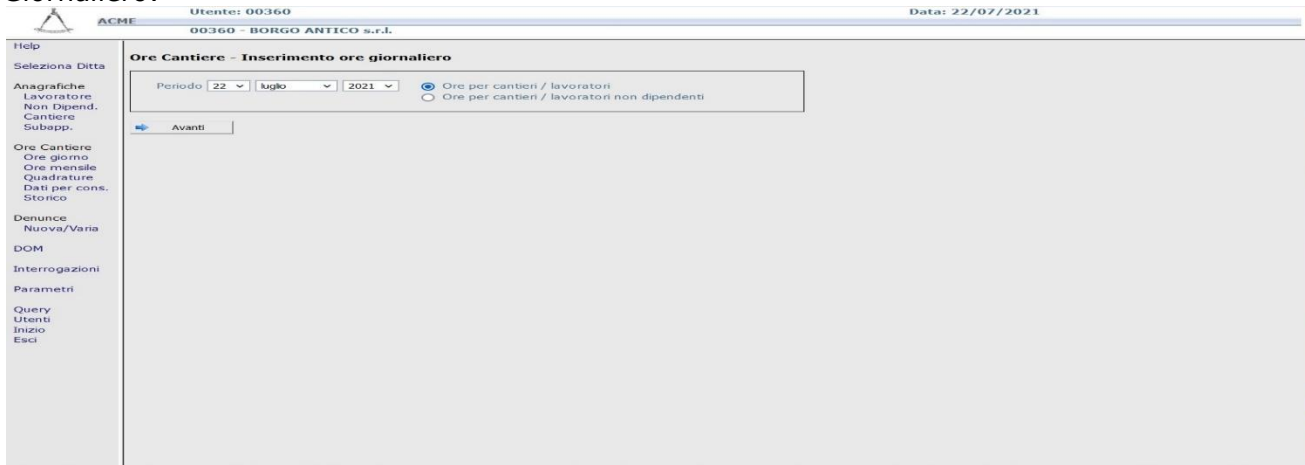 Giornaliero.
Utente: 00360
Data: 22/07/2021
ACME
00360 - BORGO ANTICO s.r.l.
Help
Seleziona Ditta
Anagrafiche
Lavoratore
Non Dipend.
Cantiere
Subapp.
Ore Cantiere
Ore giorno
Ore mensile
Quadrature
Dati per cons.
Storico
Denunce
Nuova/Varia
DOM
Interrogazioni
Parametri
Query
Utenti
Inizio
Esci
Ore Cantiere - Inserimento ore giornaliero
Periodo 22 luglio 2021
Ore per cantieri / lavoratori
Ore per cantieri / lavoratori non dipendenti
Avanti